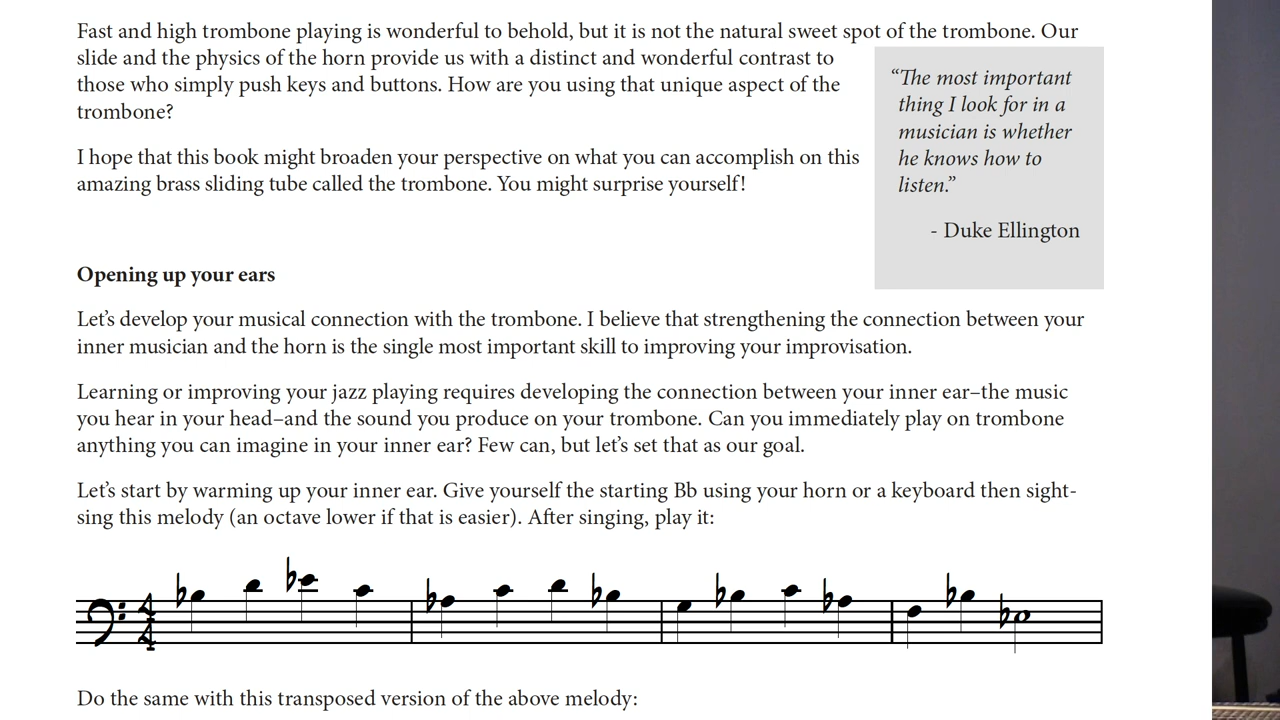 Fast and high trombone playing is wonderful to behold, but it is not the natural sweet spot of the trombone. Our
slide and the physics of the horn provide us with a distinct and wonderful contrast to
those who simply push keys and buttons. How are you using that unique aspect of the
trombone?
I hope that this book might broaden your perspective on what you can accomplish on this
amazing brass sliding tube called the trombone. You might surprise yourself!
“The most important
thing I look for in a
musician is whether
he knows how to
listen.”
- Duke Ellington
Opening up your ears
Let’s develop your musical connection with the trombone. I believe that strengthening the connection between your
inner musician and the horn is the single most important skill to improving your improvisation.
Learning or improving your jazz playing requires developing the connection between your inner ear–the music
you hear in your head–and the sound you produce on your trombone. Can you immediately play on trombone
anything you can imagine in your inner ear? Few can, but let’s set that as our goal.
Let’s start by warming up your inner ear. Give yourself the starting Bb using your horn or a keyboard then sight-
sing this melody (an octave lower if that is easier). After singing, play it:
4
4
Do the same with this transposed version of the above melody: